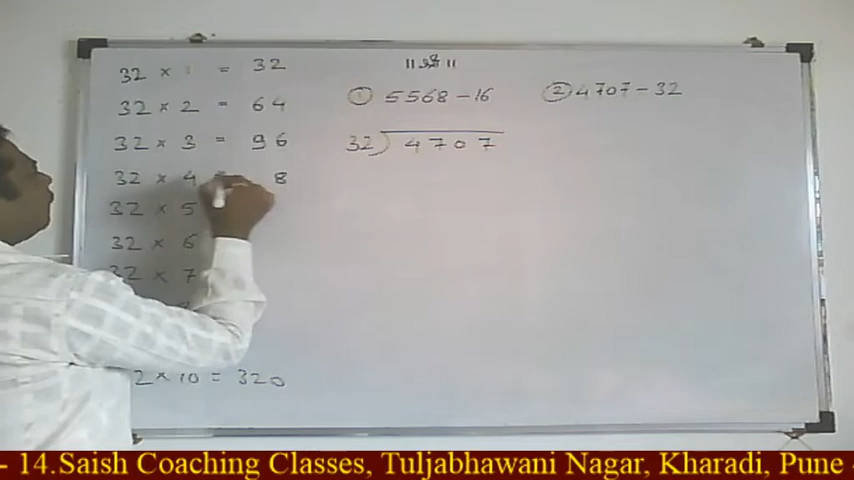 32 × 1 = 32
32 × 2 = 64
32 × 3 = 96
32 × 4 = 8
32 × 5
32 × 6
32 × 7
2 × 10 = 320
॥ श्री ॥
① 5568 - 16
② 4707 - 32
32 ) 4707
- 14.Saish Coaching Classes, Tuljabhawani Nagar, Kharadi, Pune -